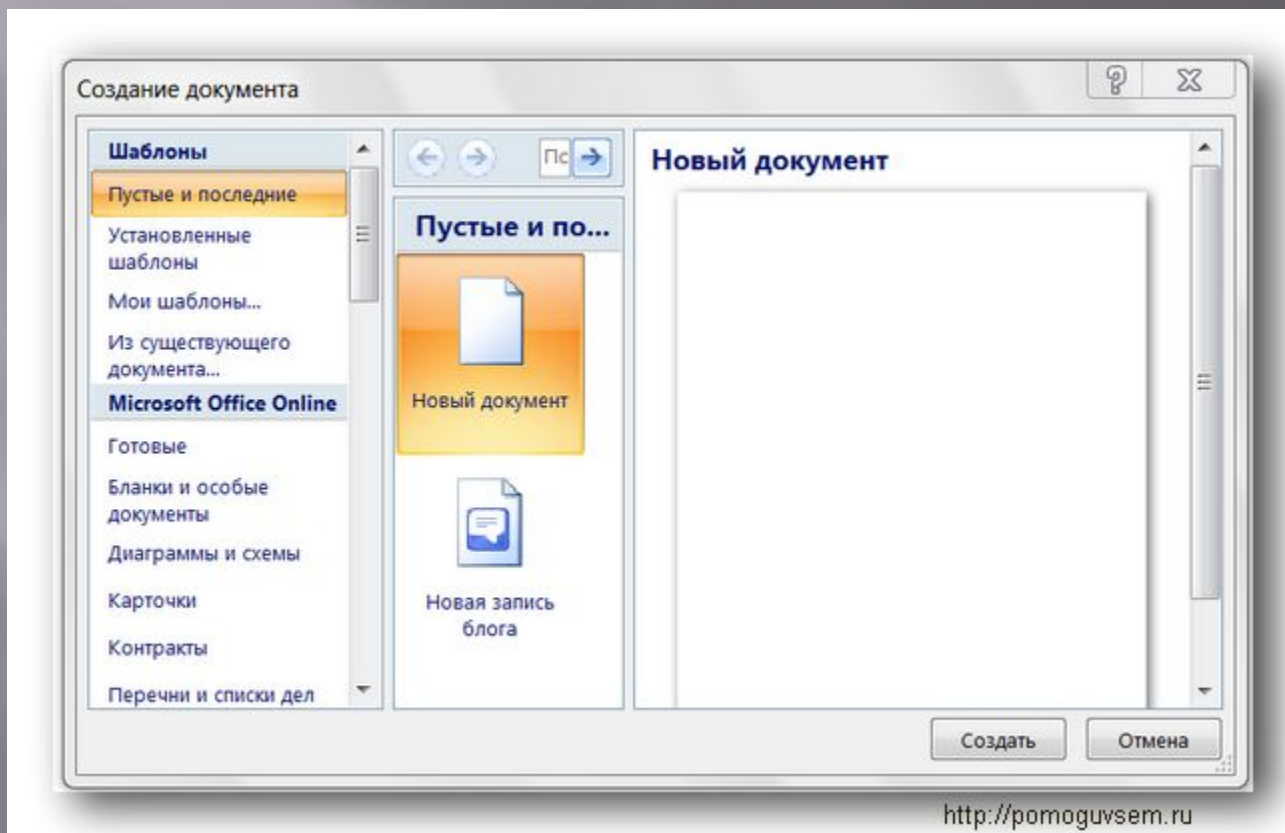 Создание документа
Шаблоны
Пустые и последние
Установленные
шаблоны
Мои шаблоны...
Из существующего
документа...
Microsoft Office Online
Готовые
Бланки и особые
документы
Диаграммы и схемы
Карточки
Контракты
Перечни и списки дел
Пс
Пустые и по...
Новый документ
Новая запись
блога
Новый документ
Создать
Отмена
http://pomoguvsem.ru